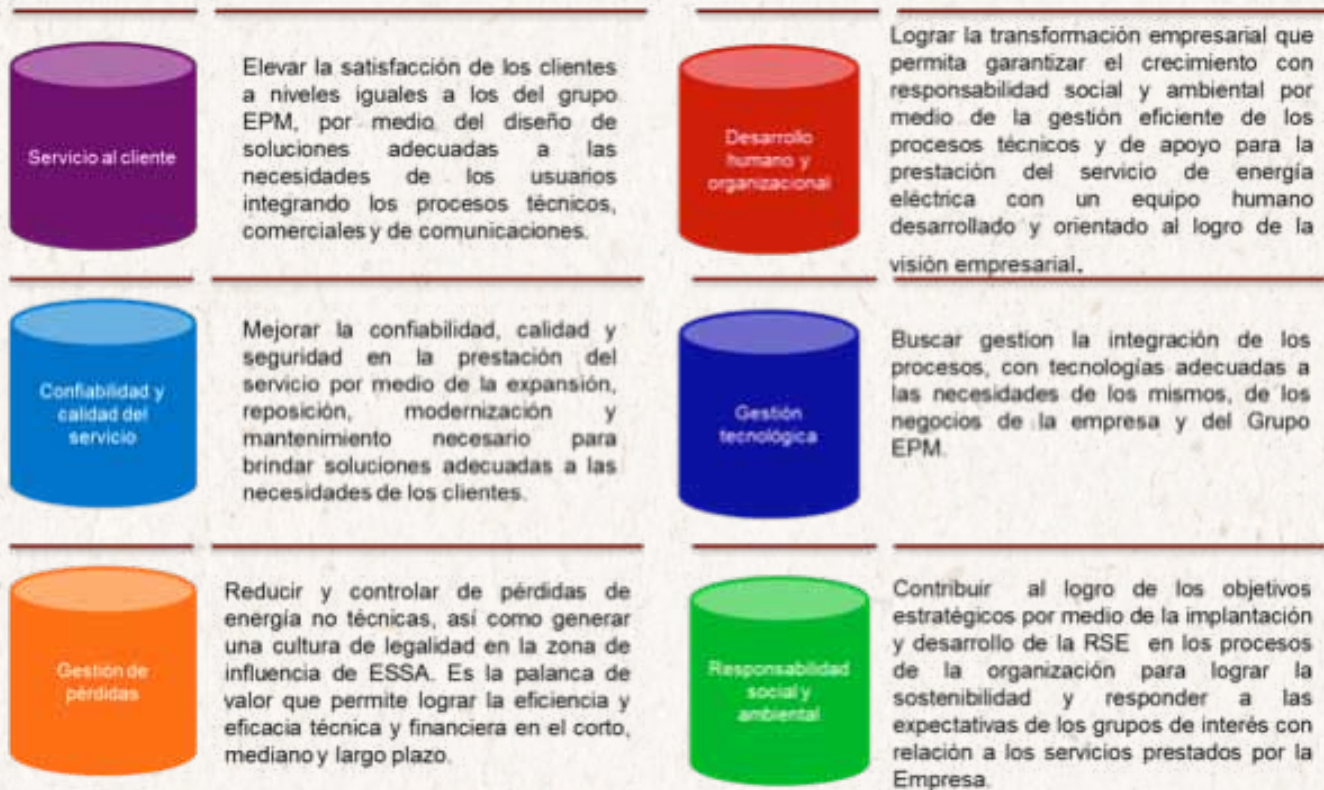 Servicio al cliente
Elevar la satisfacción de los clientes
a niveles iguales a los del grupo
EPM, por medio del diseño de
soluciones adecuadas a las
necesidades de los usuarios
integrando los procesos técnicos,
comerciales y de comunicaciones.
Desarrollo
humano y
organizacional
Lograr la transformación empresarial que
permita garantizar el crecimiento con
responsabilidad social y ambiental por
medio de la gestión eficiente de los
procesos técnicos y de apoyo para la
prestación del servicio de energía
eléctrica con un equipo humano
desarrollado y orientado al logro de la
visión empresarial.
Confiabilidad y
calidad del
servicio
Mejorar la confiabilidad, calidad y
seguridad en la prestación del
servicio por medio de la expansión,
reposición, modernización y
mantenimiento necesario para
brindar soluciones adecuadas a las
necesidades de los clientes.
Gestión
tecnológica
Buscar gestion la integración de los
procesos, con tecnologías adecuadas a
las necesidades de los mismos, de los
negocios de la empresa y del Grupo
EPM.
Gestión de
pérdidas
Reducir y controlar de pérdidas de
energía no técnicas, así como generar
una cultura de legalidad en la zona de
influencia de ESSA. Es la palanca de
valor que permite lograr la eficiencia y
eficacia técnica y financiera en el corto,
mediano y largo plazo.
Responsabilidad
social y
ambiental
Contribuir al logro de los objetivos
estratégicos por medio de la implantación
y desarrollo de la RSE en los procesos
de la organización para lograr la
sostenibilidad y responder a las
expectativas de los grupos de interés con
relación a los servicios prestados por la
Empresa.